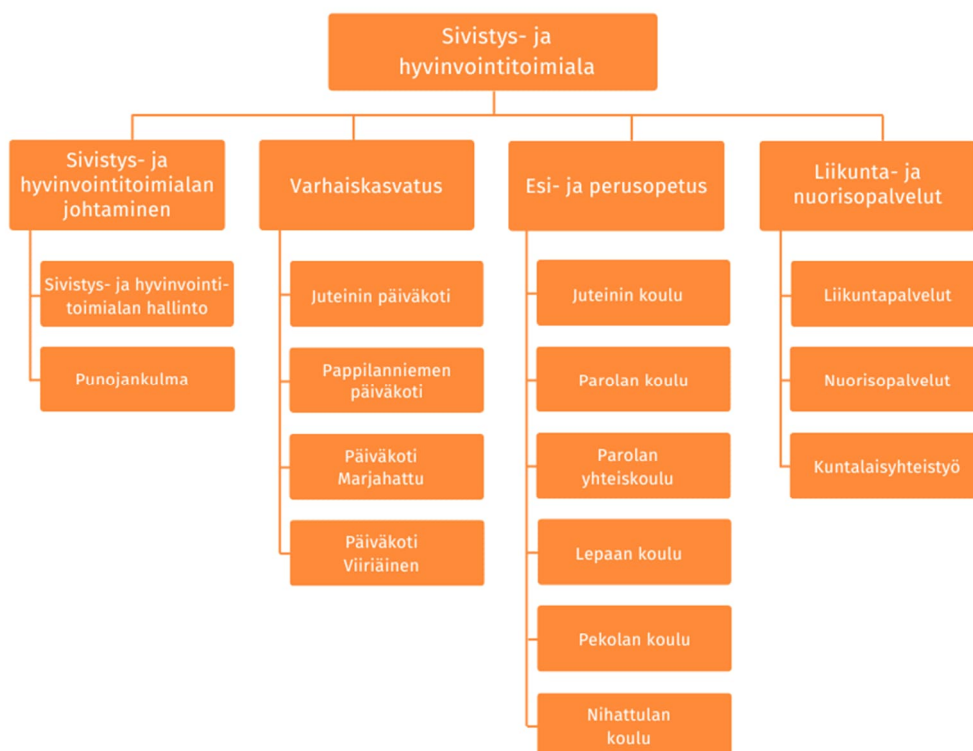 Sivistys- ja
hyvinvointitoimiala
Sivistys- ja
hyvinvointitoimialan
johtaminen
Sivistys- ja hyvinvointi-
toimialan hallinto
Punojankulma
Varhaiskasvatus
Juteinin päiväkoti
Pappilanniemen
päiväkoti
Päiväkoti
Marjahattu
Päiväkoti
Viiriäinen
Esi- ja perusopetus
Juteinin koulu
Parolan koulu
Parolan
yhteiskoulu
Lepaan koulu
Pekolan koulu
Nihattulan
koulu
Liikunta- ja
nuorisopalvelut
Liikuntapalvelut
Nuorisopalvelut
Kuntalaisyhteistyö